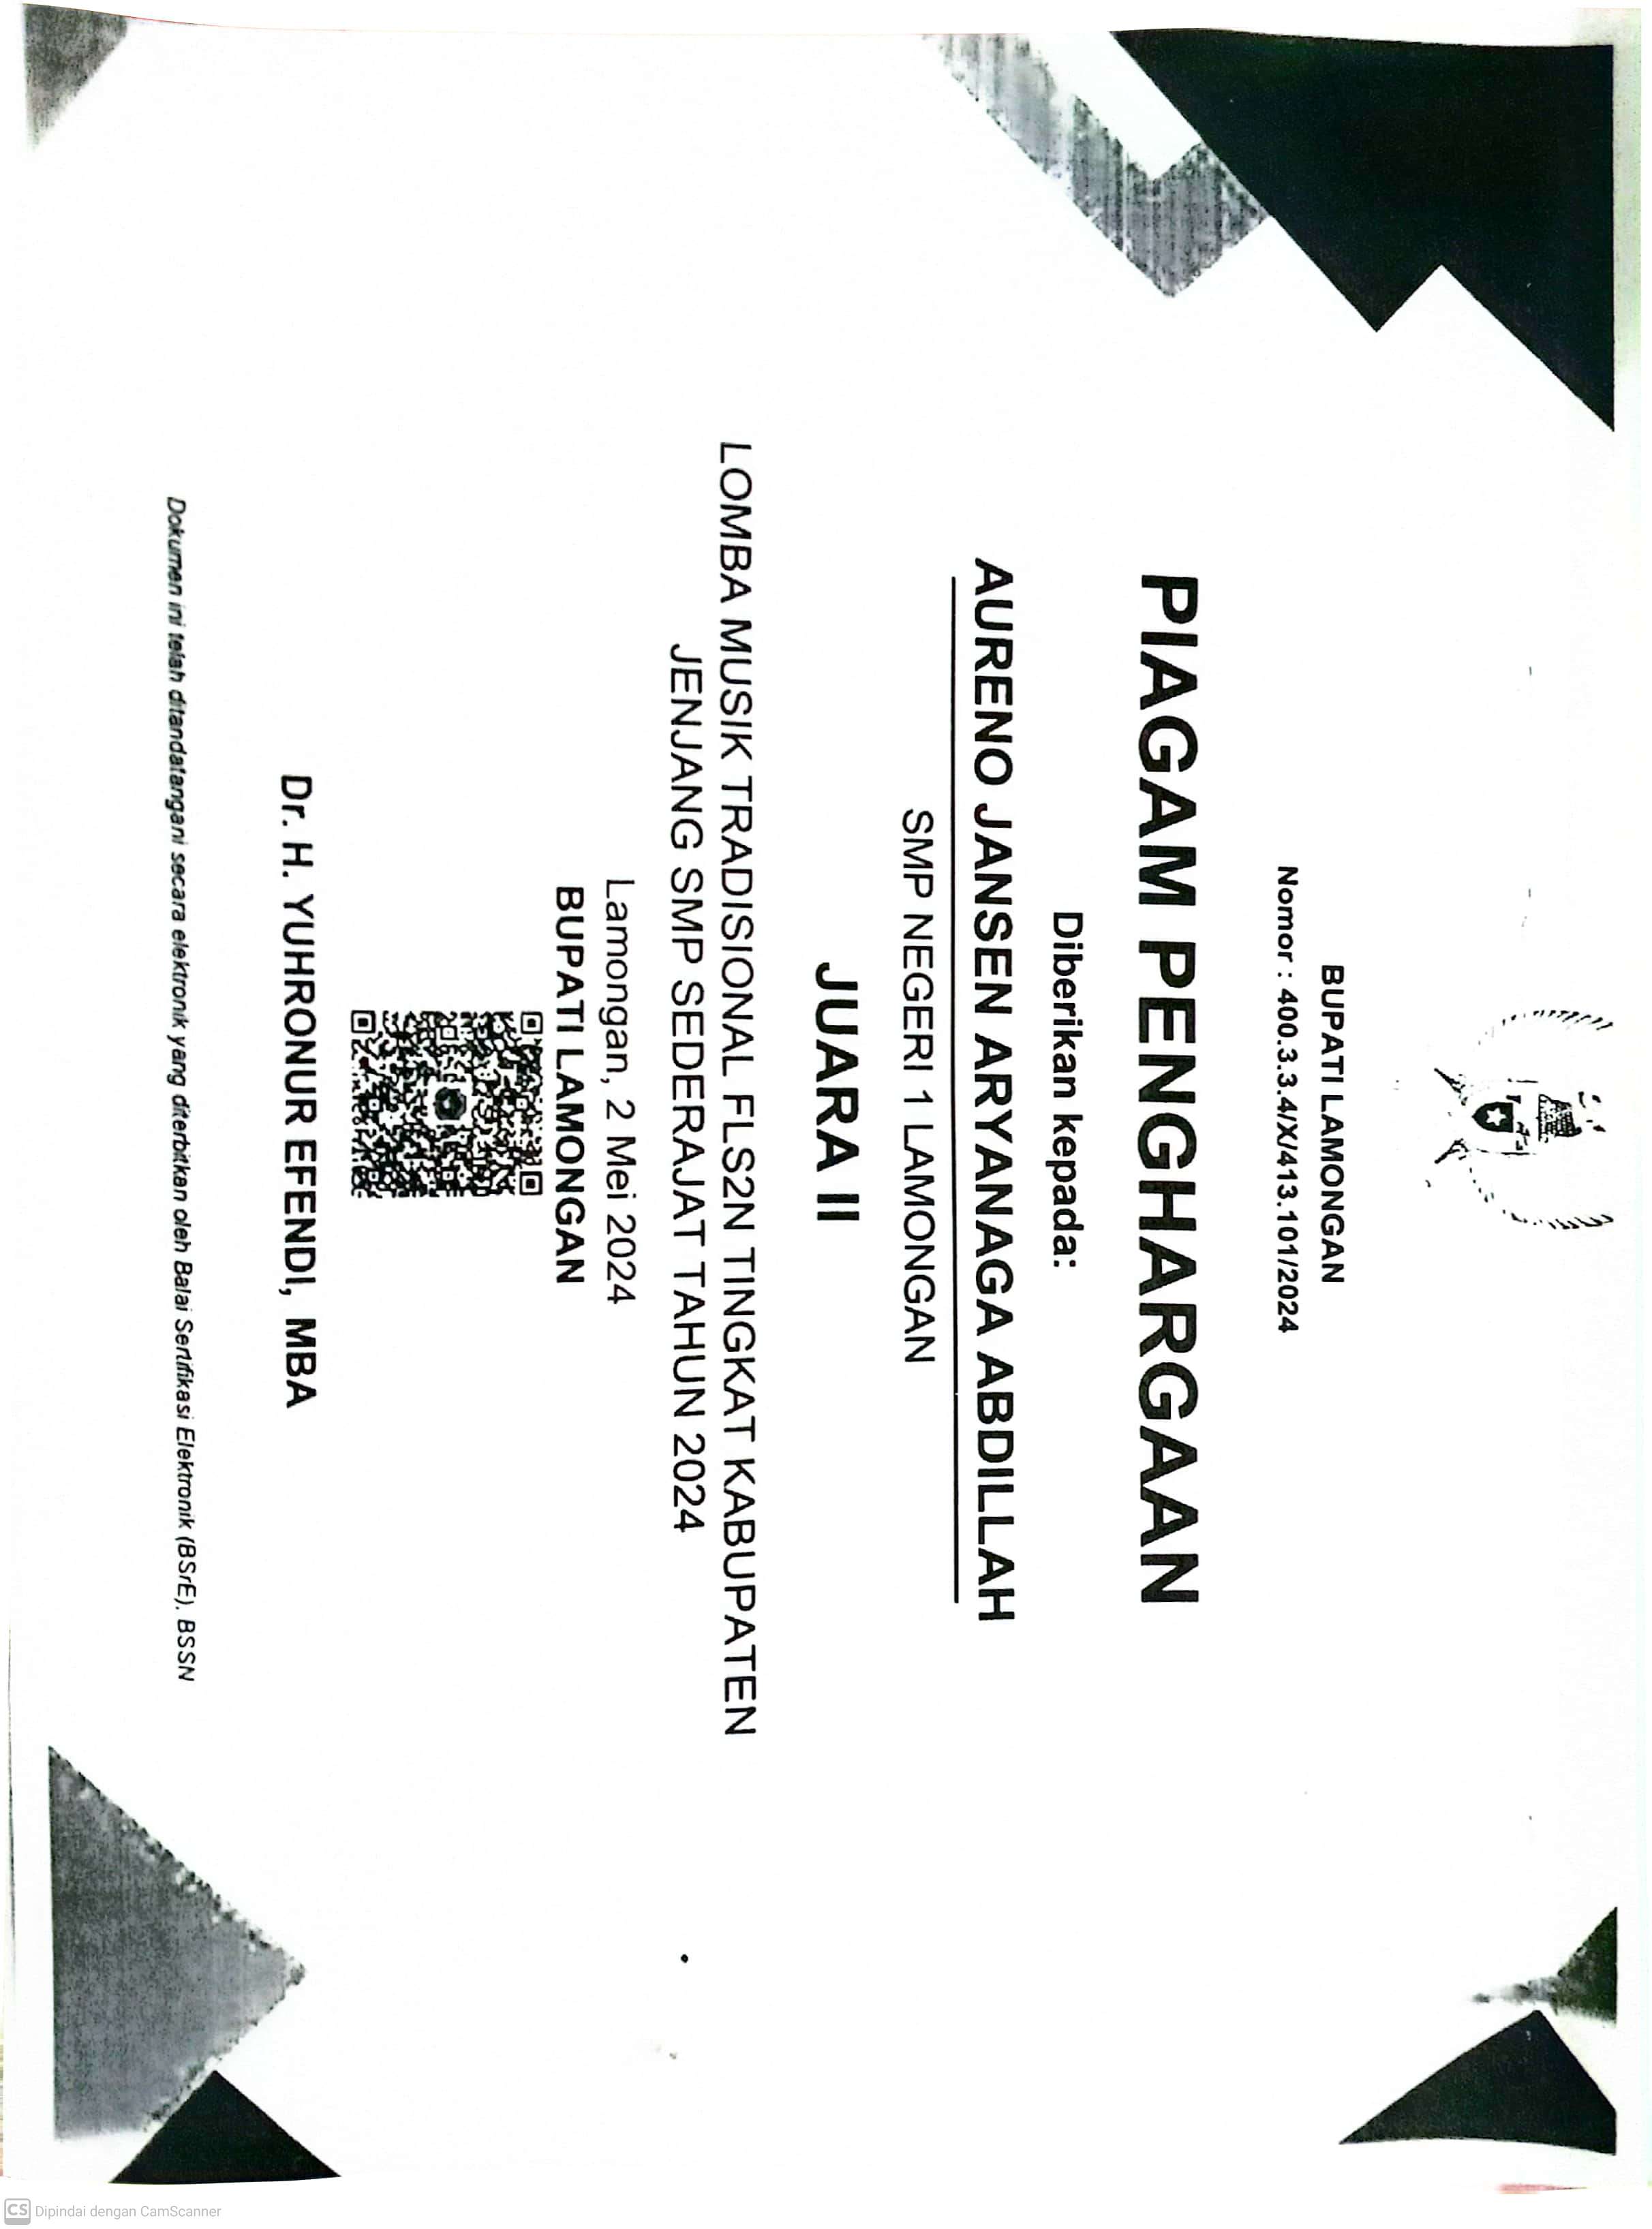 BUPATI LAMONGAN
Nomor : 400.3.3.4/X/413.101/2024
PIAGAM PENGHARGAAN
Diberikan kepada:
AURENO JANSEN ARYANAGA ABDILLAH
SMP NEGERI 1 LAMONGAN
JUARA II
LOMBA MUSIK TRADISIONAL FLS2N TINGKAT KABUPATEN
JENJANG SMP SEDERAJAT TAHUN 2024
Lamongan, 2 Mei 2024
BUPATI LAMONGAN
Dr. H. YUHRONUR EFENDI, MBA
Dokumen ini telah ditandatangani secara elektronik yang diterbitkan oleh Balai Sertifikasi Elektronik (BSrE), BSSN
CS Dipindai dengan CamScanner